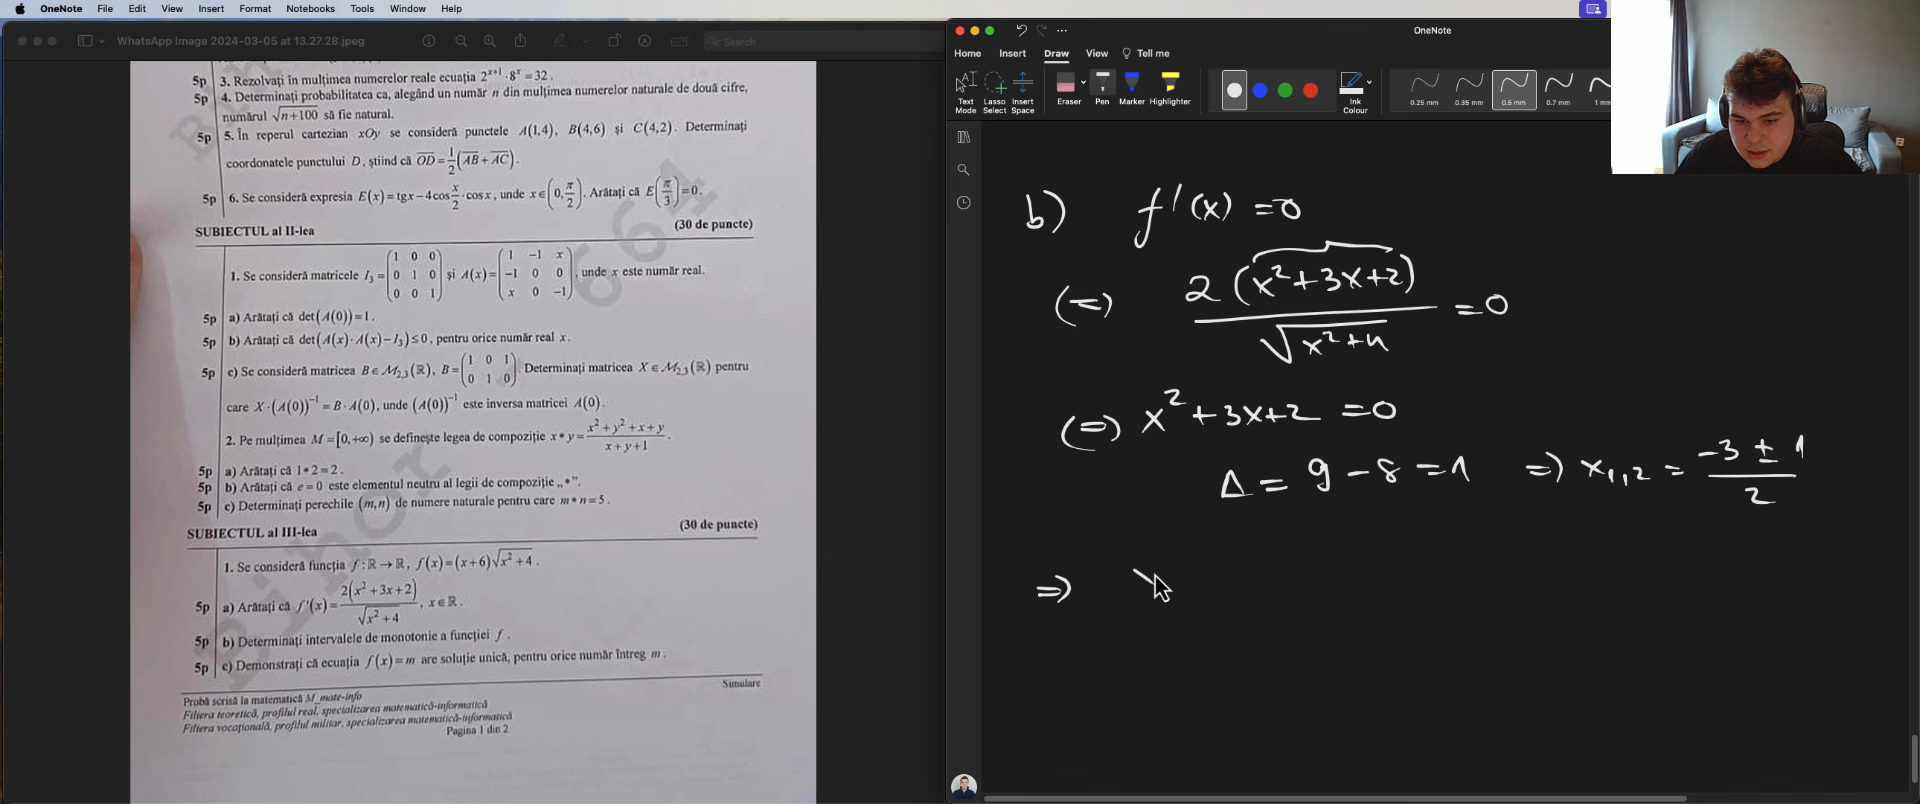 OneNote File Edit View Insert Format Notebooks Tools Window Help
WhatsApp Image 2024-03-05 at 13.27.28.jpeg
Search
5p 3. Rezolvați în mulțimea numerelor reale ecuația 2^{x+1}·8^x=32.
5p 4. Determinați probabilitatea ca, alegând un număr n din mulțimea numerelor naturale de două cifre,
numărul √(n+100) să fie natural.
5p 5. În reperul cartezian xOy se consideră punctele A(1,4), B(4,6) și C(4,2). Determinați
coordonatele punctului D, știind că OD=1/2(AB+AC).
5p 6. Se consideră expresia E(x)=tgx−4cos x/2·cosx, unde x∈(0,π/2). Arătați că E(π/3)=0.
SUBIECTUL al II-lea (30 de puncte)
1. Se consideră matricele I₃=(1 0 0; 0 1 0; 0 0 1) și A(x)=(1 −1 x; −1 0 0; x 0 −1), unde x este număr real.
5p a) Arătați că det(A(0))=1.
5p b) Arătați că det(A(x)·A(x)−I₃)≤0, pentru orice număr real x.
5p c) Se consideră matricea B∈M₂,₃(ℝ), B=(1 0 1; 0 1 0). Determinați matricea X∈M₂,₃(ℝ) pentru
care X·(A(0))⁻¹=B·A(0), unde (A(0))⁻¹ este inversa matricei A(0).
2. Pe mulțimea M=[0,+∞) se definește legea de compoziție x*y=(x²+y²+x+y)/(x+y+1).
5p a) Arătați că 1*2=2.
5p b) Arătați că e=0 este elementul neutru al legii de compoziție „*”.
5p c) Determinați perechile (m,n) de numere naturale pentru care m*n=5.
SUBIECTUL al III-lea (30 de puncte)
1. Se consideră funcția f:ℝ→ℝ, f(x)=(x+6)√(x²+4).
5p a) Arătați că f'(x)=2(x²+3x+2)/√(x²+4), x∈ℝ.
5p b) Determinați intervalele de monotonie a funcției f.
5p c) Demonstrați că ecuația f(x)=m are soluție unică, pentru orice număr întreg m.
Simulare
Probă scrisă la matematică M_mate-info
Filiera teoretică, profilul real, specializarea matematică-informatică
Filiera vocațională, profilul militar, specializarea matematică-informatică
Pagina 1 din 2
Bihor
664
OneNote
Home Insert Draw View Tell me
Text Mode
Lasso Select
Insert Space
Eraser
Pen
Marker
Highlighter
Ink Colour
0.25 mm
0.35 mm
0.5 mm
0.7 mm
1 mm
b) f'(x) =0
(=) 2(x²+3x+2)/√(x²+4) =0
(=) x²+3x+2 =0
Δ = 9 − 8 = 1 => x₁,₂ = (−3 ± 1)/2
=>